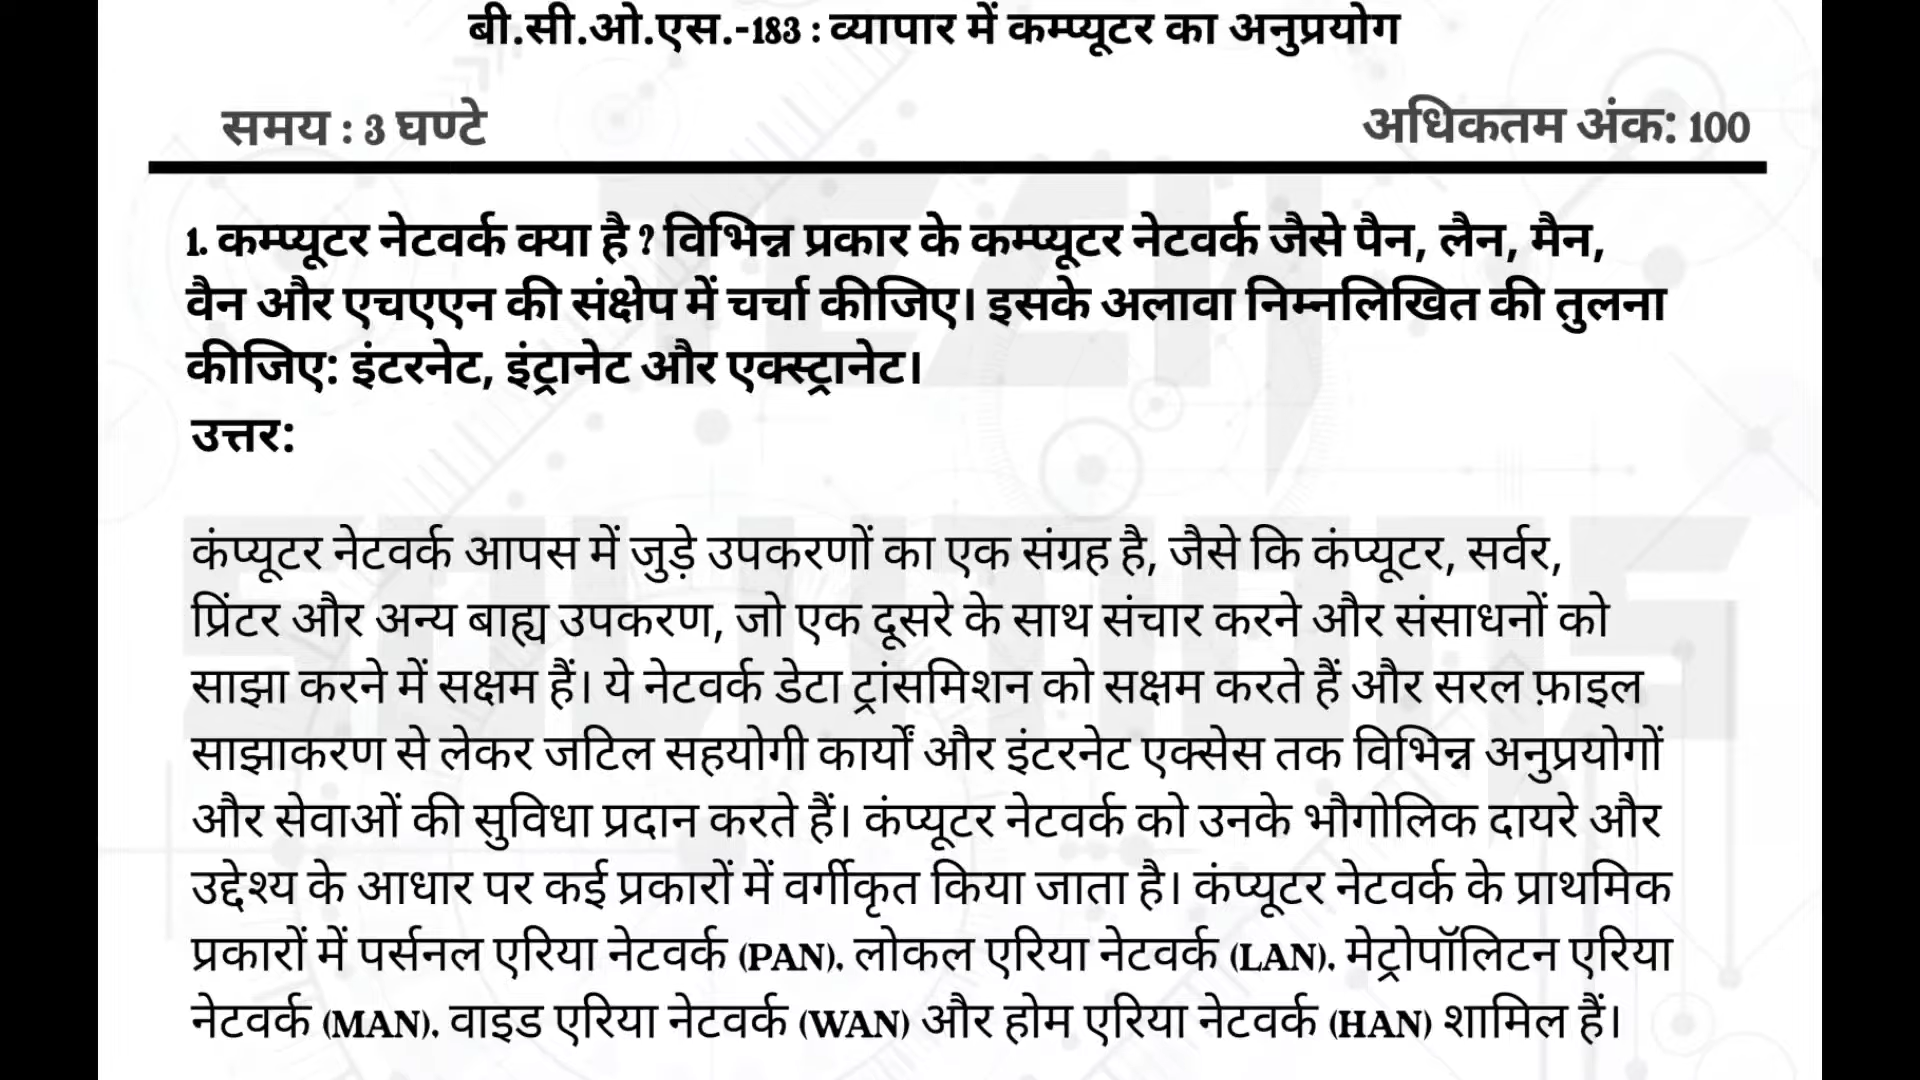 बी.सी.ओ.एस.-183 : व्यापार में कम्प्यूटर का अनुप्रयोग
समय : 3 घण्टे अधिकतम अंक: 100
1. कम्प्यूटर नेटवर्क क्या है ? विभिन्न प्रकार के कम्प्यूटर नेटवर्क जैसे पैन, लैन, मैन,
वैन और एचएएन की संक्षेप में चर्चा कीजिए। इसके अलावा निम्नलिखित की तुलना
कीजिए: इंटरनेट, इंट्रानेट और एक्स्ट्रानेट।
उत्तर:
कंप्यूटर नेटवर्क आपस में जुड़े उपकरणों का एक संग्रह है, जैसे कि कंप्यूटर, सर्वर,
प्रिंटर और अन्य बाह्य उपकरण, जो एक दूसरे के साथ संचार करने और संसाधनों को
साझा करने में सक्षम हैं। ये नेटवर्क डेटा ट्रांसमिशन को सक्षम करते हैं और सरल फ़ाइल
साझाकरण से लेकर जटिल सहयोगी कार्यों और इंटरनेट एक्सेस तक विभिन्न अनुप्रयोगों
और सेवाओं की सुविधा प्रदान करते हैं। कंप्यूटर नेटवर्क को उनके भौगोलिक दायरे और
उद्देश्य के आधार पर कई प्रकारों में वर्गीकृत किया जाता है। कंप्यूटर नेटवर्क के प्राथमिक
प्रकारों में पर्सनल एरिया नेटवर्क (PAN), लोकल एरिया नेटवर्क (LAN), मेट्रोपॉलिटन एरिया
नेटवर्क (MAN), वाइड एरिया नेटवर्क (WAN) और होम एरिया नेटवर्क (HAN) शामिल हैं।